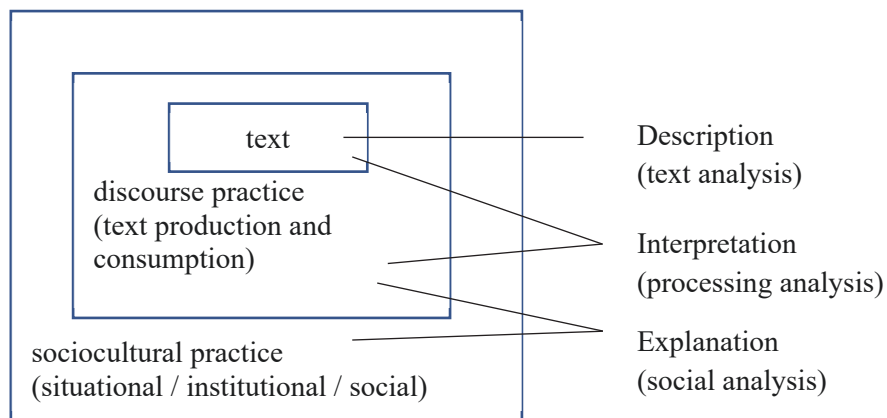 text
discourse practice
(text production and
consumption)
sociocultural practice
(situational / institutional / social)
Description
(text analysis)
Interpretation
(processing analysis)
Explanation
(social analysis)